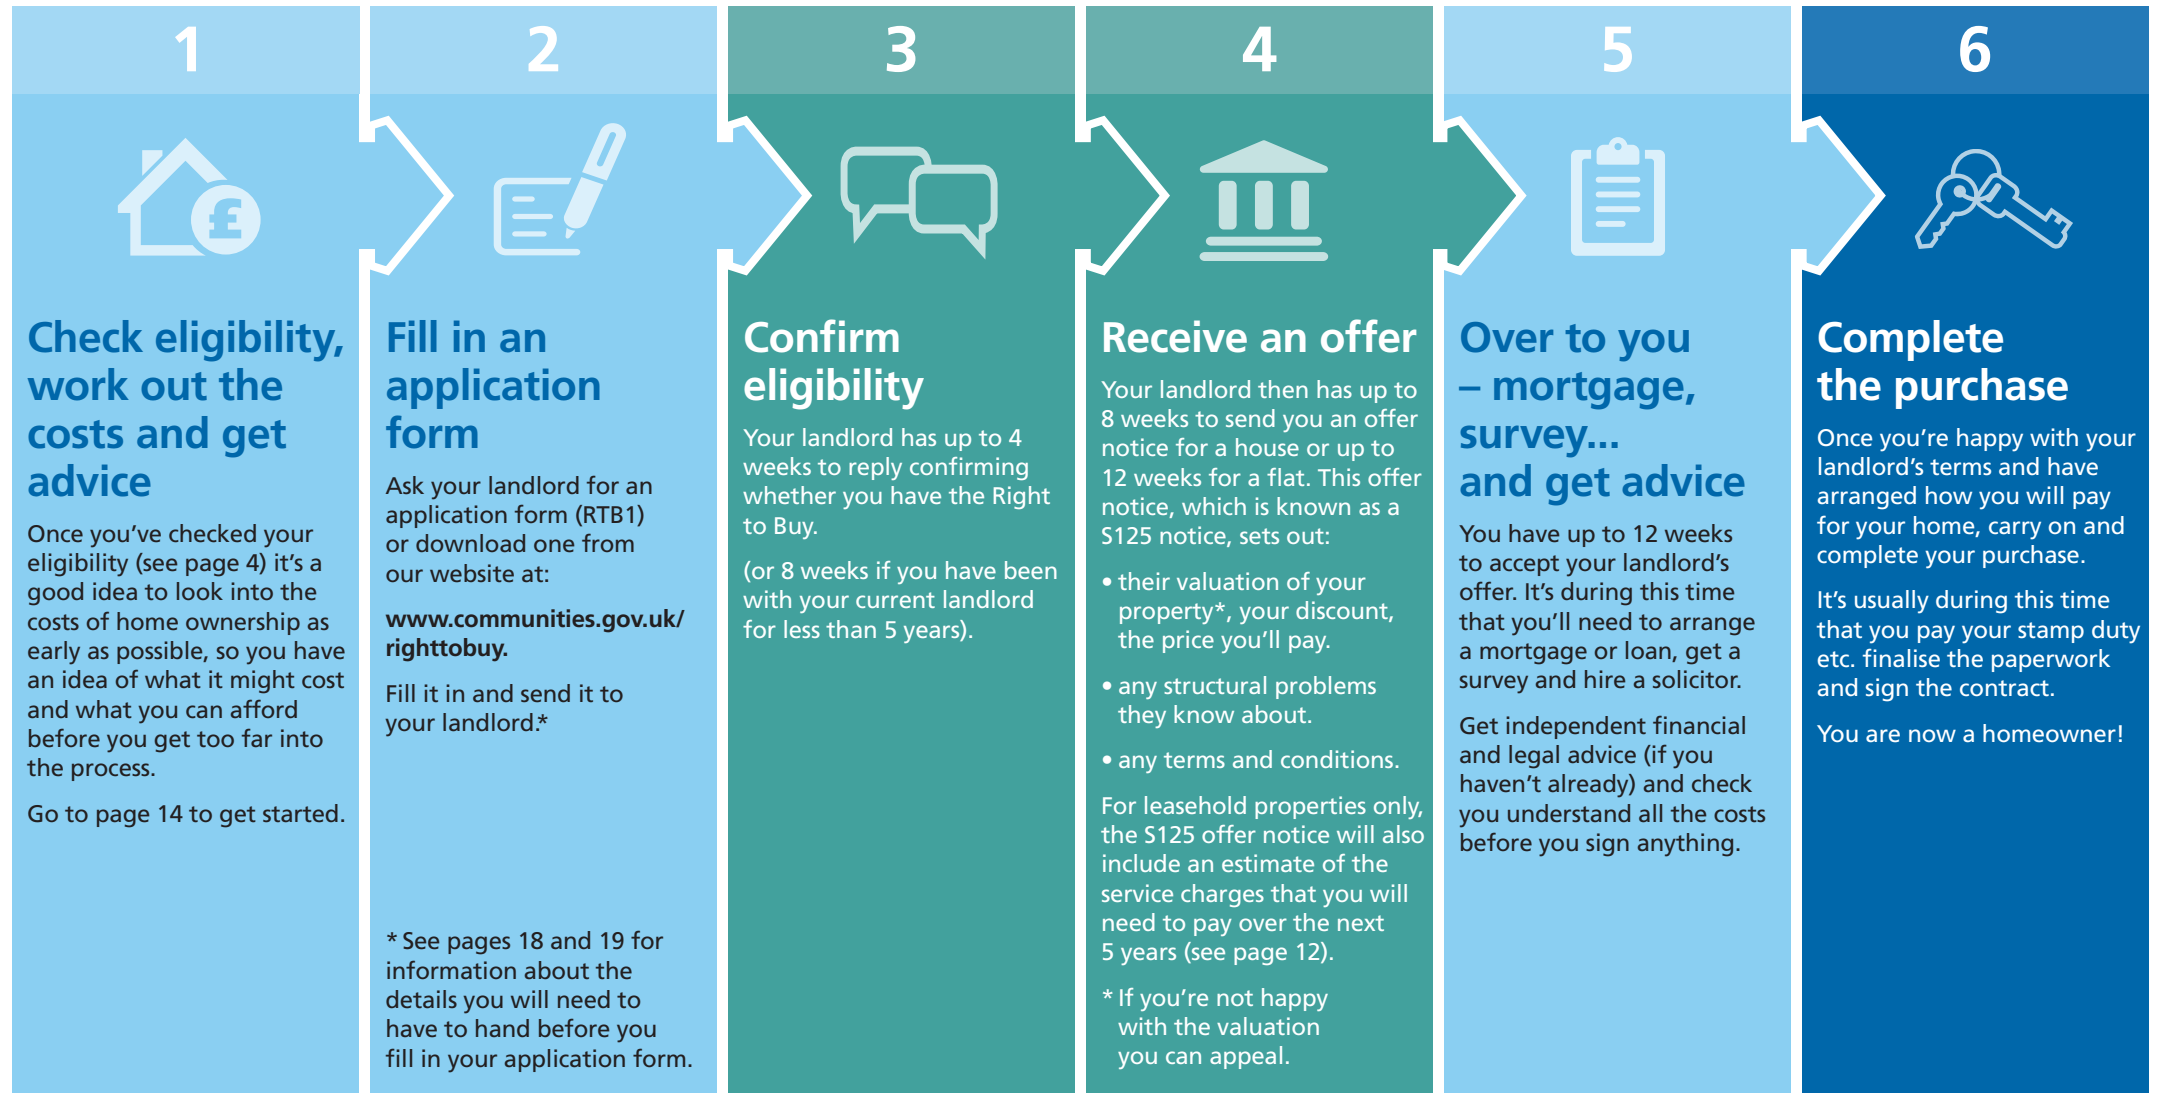 1
Check eligibility,
work out the
costs and get
advice
Once you've checked your
eligibility (see page 4) it's a
good idea to look into the
costs of home ownership as
early as possible, so you have
an idea of what it might cost
and what you can afford
before you get too far into
the process.
Go to page 14 to get started.
2
Fill in an
application
form
Ask your landlord for an
application form (RTB1)
or download one from
our website at:
www.communities.gov.uk/
righttobuy.
Fill it in and send it to
your landlord.*
* See pages 18 and 19 for
information about the
details you will need to
have to hand before you
fill in your application form.
3
Confirm
eligibility
Your landlord has up to 4
weeks to reply confirming
whether you have the Right
to Buy.
(or 8 weeks if you have been
with your current landlord
for less than 5 years).
4
Receive an offer
Your landlord then has up to
8 weeks to send you an offer
notice for a house or up to
12 weeks for a flat. This offer
notice, which is known as a
S125 notice, sets out:
• their valuation of your
property*, your discount,
the price you'll pay.
• any structural problems
they know about.
• any terms and conditions.
For leasehold properties only,
the S125 offer notice will also
include an estimate of the
service charges that you will
need to pay over the next
5 years (see page 12).
* If you're not happy
with the valuation
you can appeal.
5
Over to you
– mortgage,
survey...
and get advice
You have up to 12 weeks
to accept your landlord's
offer. It's during this time
that you'll need to arrange
a mortgage or loan, get a
survey and hire a solicitor.
Get independent financial
and legal advice (if you
haven't already) and check
you understand all the costs
before you sign anything.
6
Complete
the purchase
Once you're happy with your
landlord's terms and have
arranged how you will pay
for your home, carry on and
complete your purchase.
It's usually during this time
that you pay your stamp duty
etc. finalise the paperwork
and sign the contract.
You are now a homeowner!
£